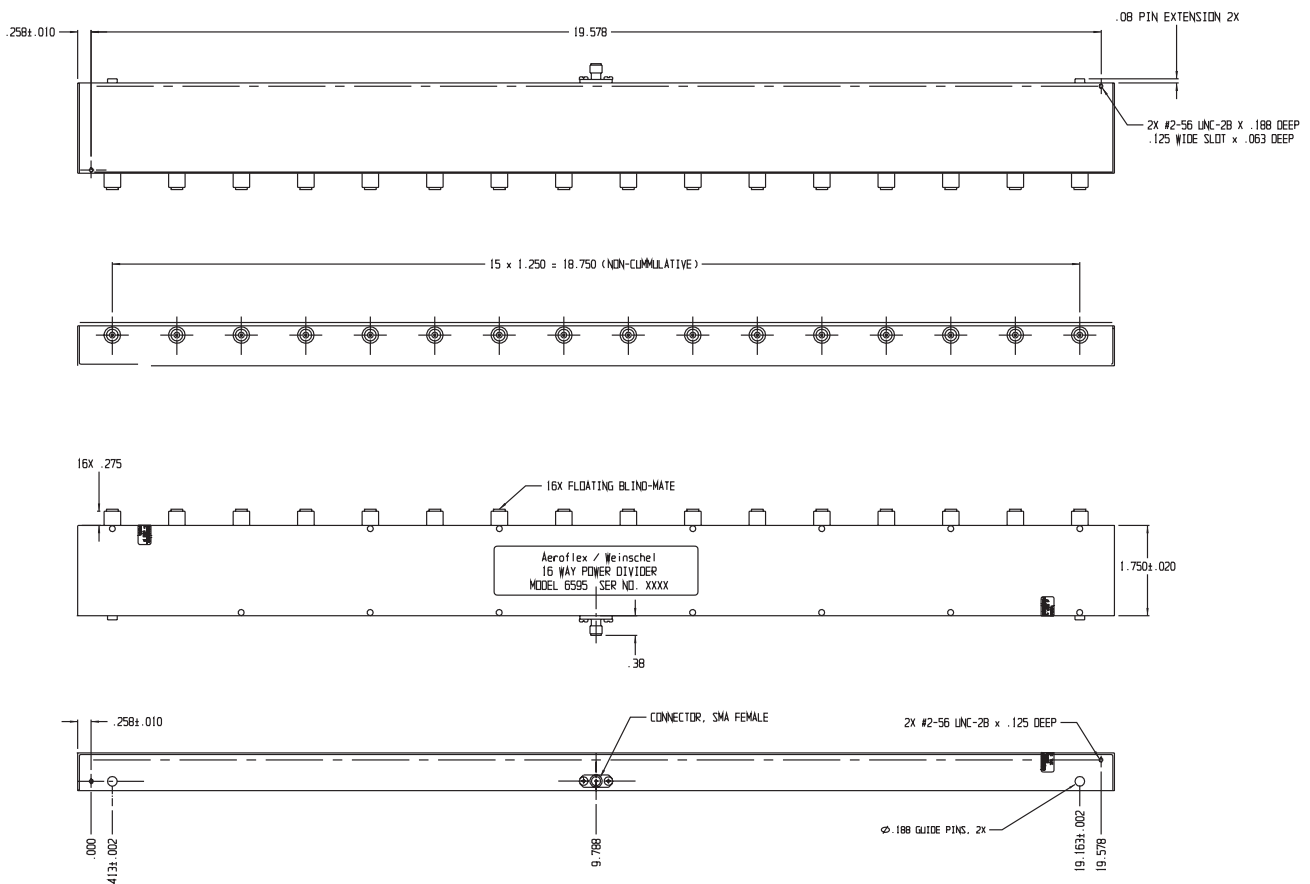 .258±.010
19.578
.08 PIN EXTENSION 2X
2X #2-56 UNC-2B X .188 DEEP
.125 WIDE SLOT x .063 DEEP
15 x 1.250 = 18.750 (NON-CUMMULATIVE)
16X .275
16X FLOATING BLIND-MATE
Aeroflex / Weinschel
16 WAY POWER DIVIDER
MODEL 6595 SER NO. XXXX
1.750±.020
.38
.258±.010
CONNECTOR, SMA FEMALE
2X #2-56 UNC-2B x .125 DEEP
Ø.188 GUIDE PINS, 2X
.000
.413±.002
9.788
19.163±.002
19.578